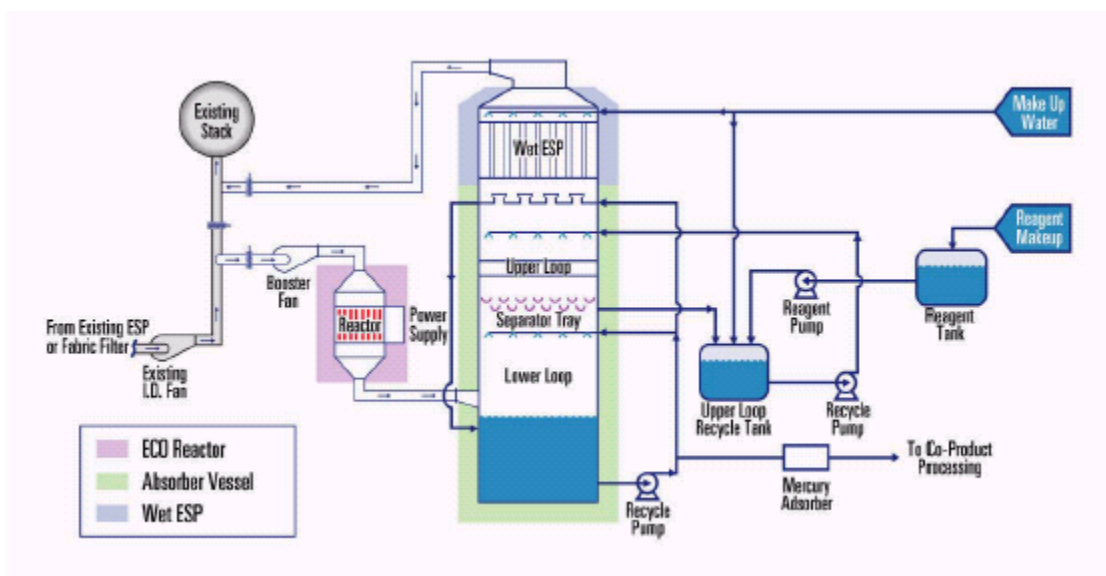 Existing
Stack
Make Up
Water
Wet ESP
Reagent
Makeup
Booster
Fan
Upper Loop
Reagent
Pump
Reagent
Tank
Reactor
Power
Supply
Separator Tray
From Existing ESP
or Fabric Filter
Existing
I.D. Fan
Lower Loop
Upper Loop
Recycle Tank
Recycle
Pump
ECO Reactor
Absorber Vessel
Wet ESP
To Co-Product
Processing
Mercury
Adsorber
Recycle
Pump